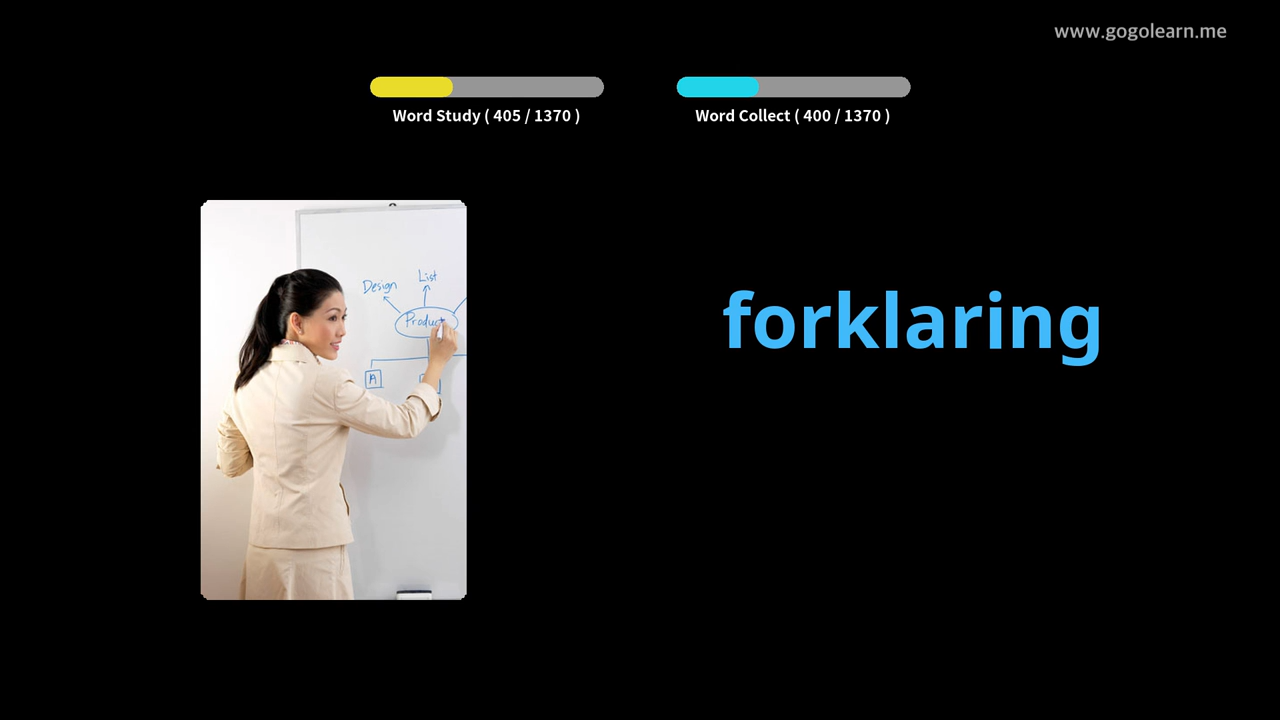 www.gogolearn.me
Word Study ( 405 / 1370 )
Word Collect ( 400 / 1370 )
List
Design
Product
A
forklaring